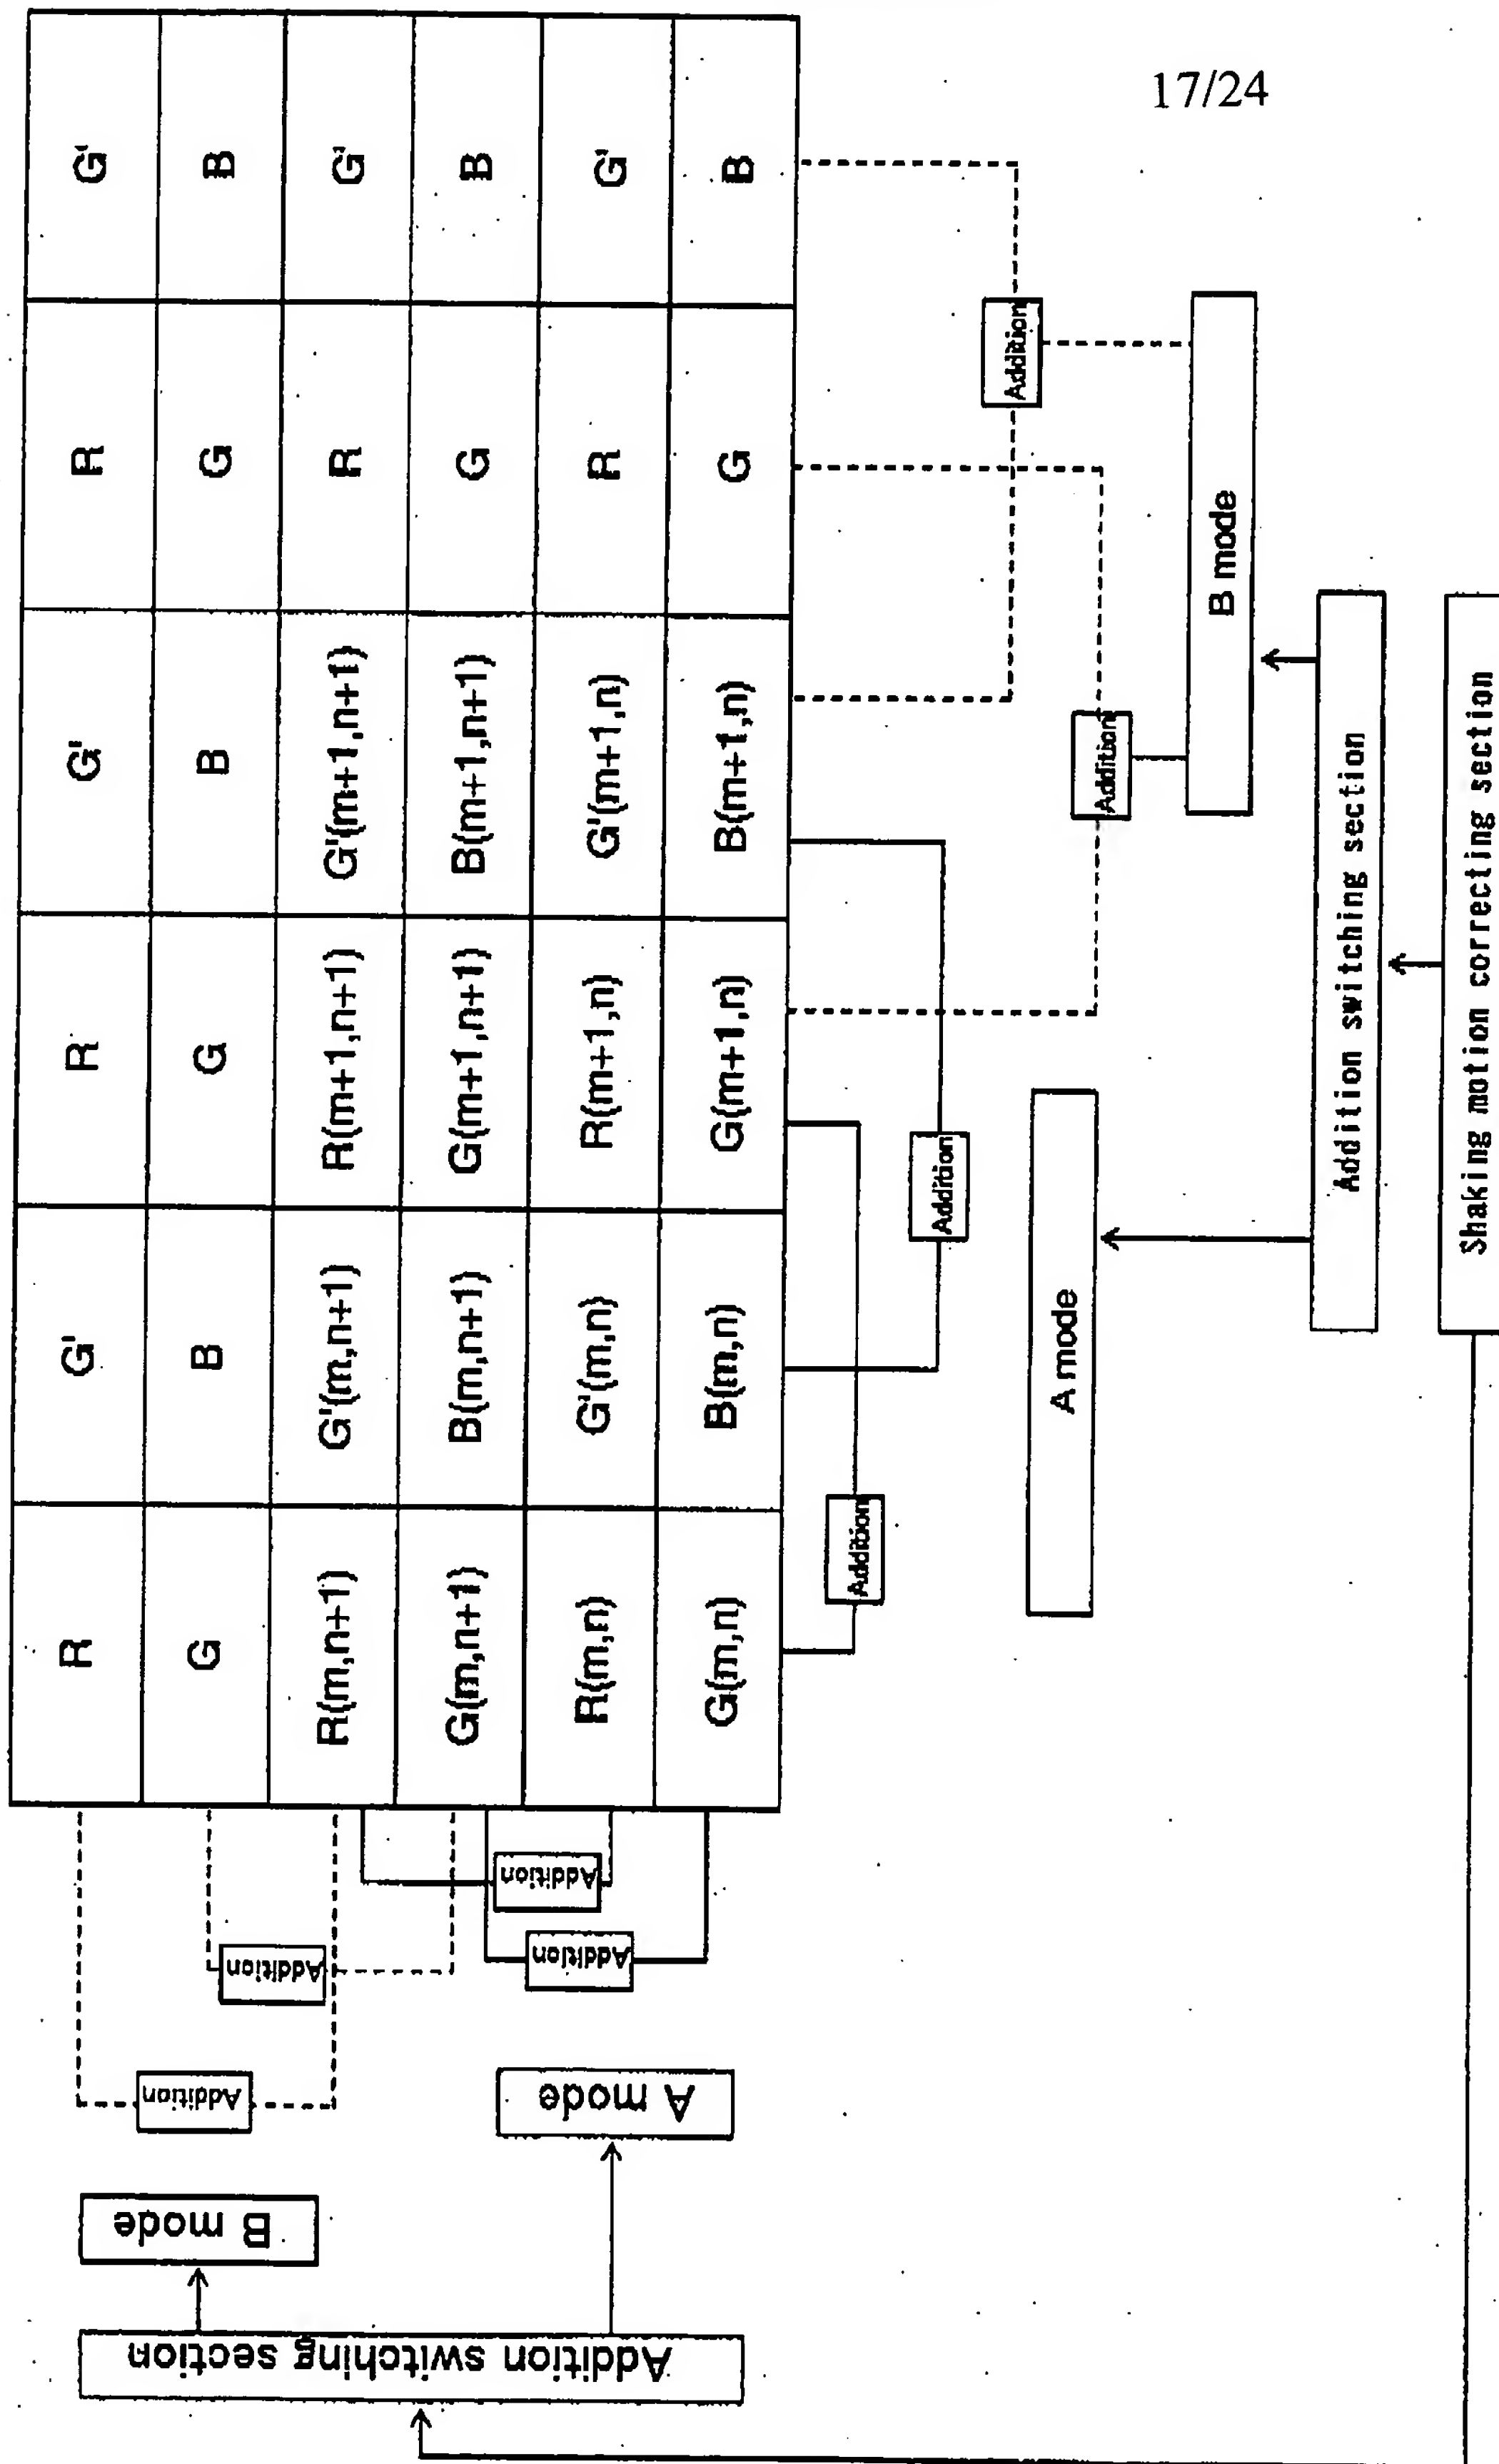 17/24
R G' R G' R G'
G B G B G B
R(m,n+1) G'(m,n+1) R(m+1,n+1) G'(m+1,n+1) R G'
G(m,n+1) B(m,n+1) G(m+1,n+1) B(m+1,n+1) G B
R(m,n) G'(m,n) R(m+1,n) G'(m+1,n) R G'
G(m,n) B(m,n) G(m+1,n) B(m+1,n) G B
Addition switching section
B mode
A mode
Addition
Addition
Addition
Addition
Addition
Addition
Addition
Addition
A mode
B mode
Addition switching section
Shaking motion correcting section